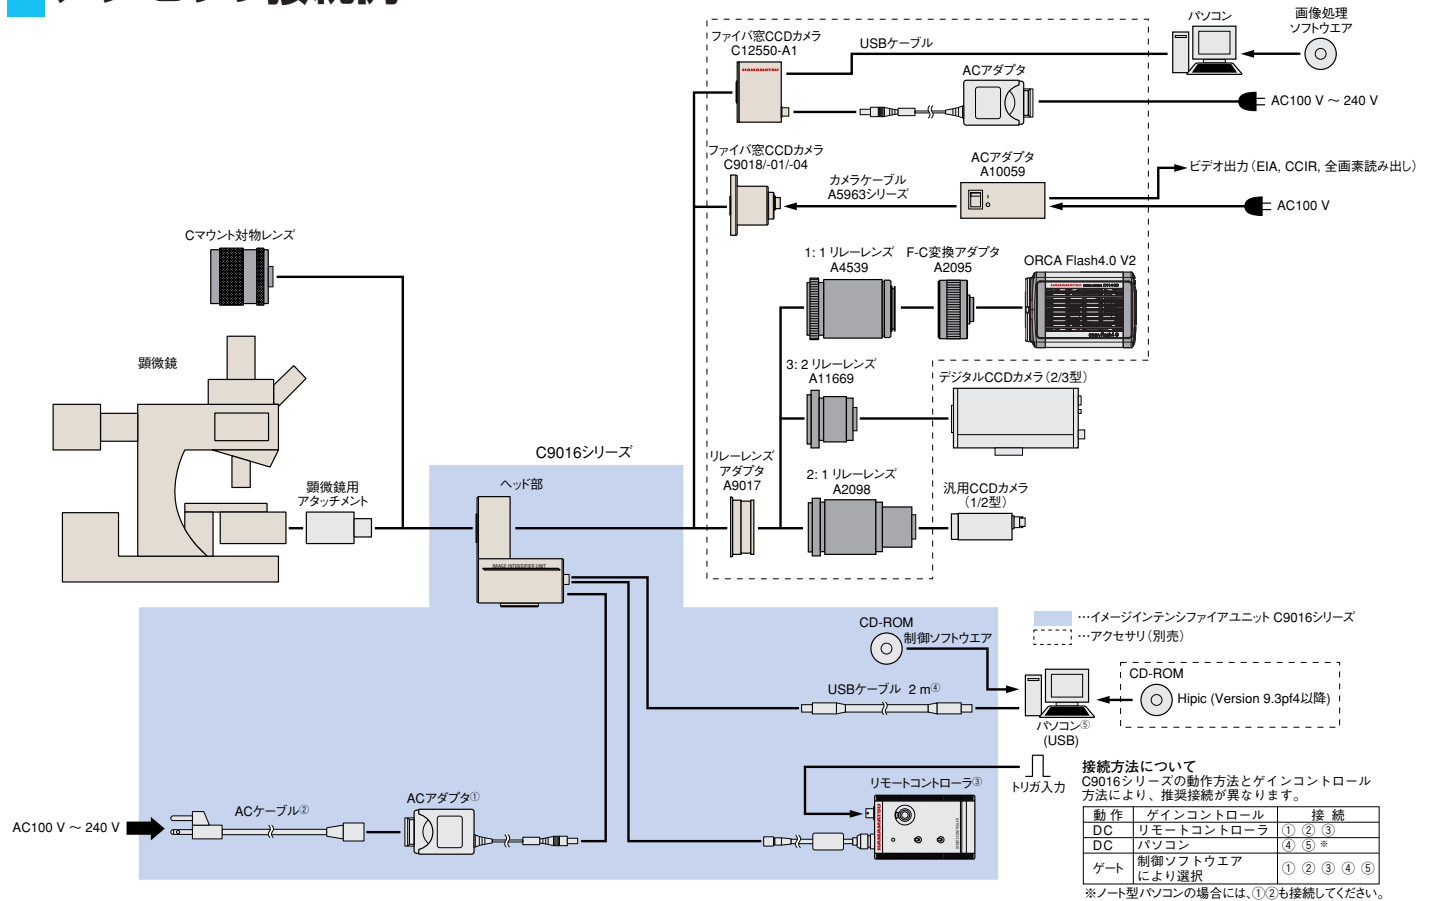 ファイバ窓CCDカメラ
C12550-A1
USBケーブル
パソコン
画像処理
ソフトウエア
HAMAMATSU
ACアダプタ
AC100 V ～ 240 V
ファイバ窓CCDカメラ
C9018/-01/-04
カメラケーブル
A5963シリーズ
ACアダプタ
A10059
ビデオ出力（EIA, CCIR, 全画素読み出し）
AC100 V
Cマウント対物レンズ
1: 1 リレーレンズ
A4539
F-C変換アダプタ
A2095
ORCA Flash4.0 V2
HAMAMATSU
顕微鏡
3: 2 リレーレンズ
A11669
デジタルCCDカメラ（2/3型）
C9016シリーズ
リレーレンズ
アダプタ
A9017
2: 1 リレーレンズ
A2098
汎用CCDカメラ
（1/2型）
顕微鏡用
アタッチメント
ヘッド部
IMAGE INTENSIFIER UNIT
…イメージインテンシファイアユニット C9016シリーズ
…アクセサリ（別売）
CD-ROM
制御ソフトウエア
USBケーブル 2 m④
パソコン⑤
(USB)
CD-ROM
Hipic (Version 9.3pf4以降)
トリガ入力
リモートコントローラ③
HAMAMATSU
ACアダプタ①
ACケーブル②
AC100 V ～ 240 V
接続方法について
C9016シリーズの動作方法とゲインコントロール
方法により、推奨接続が異なります。
動 作 ゲインコントロール 接 続
DC リモートコントローラ ① ② ③
DC パソコン ④ ⑤ ※
ゲート 制御ソフトウエア
により選択 ① ② ③ ④ ⑤
※ノート型パソコンの場合には、①②も接続してください。